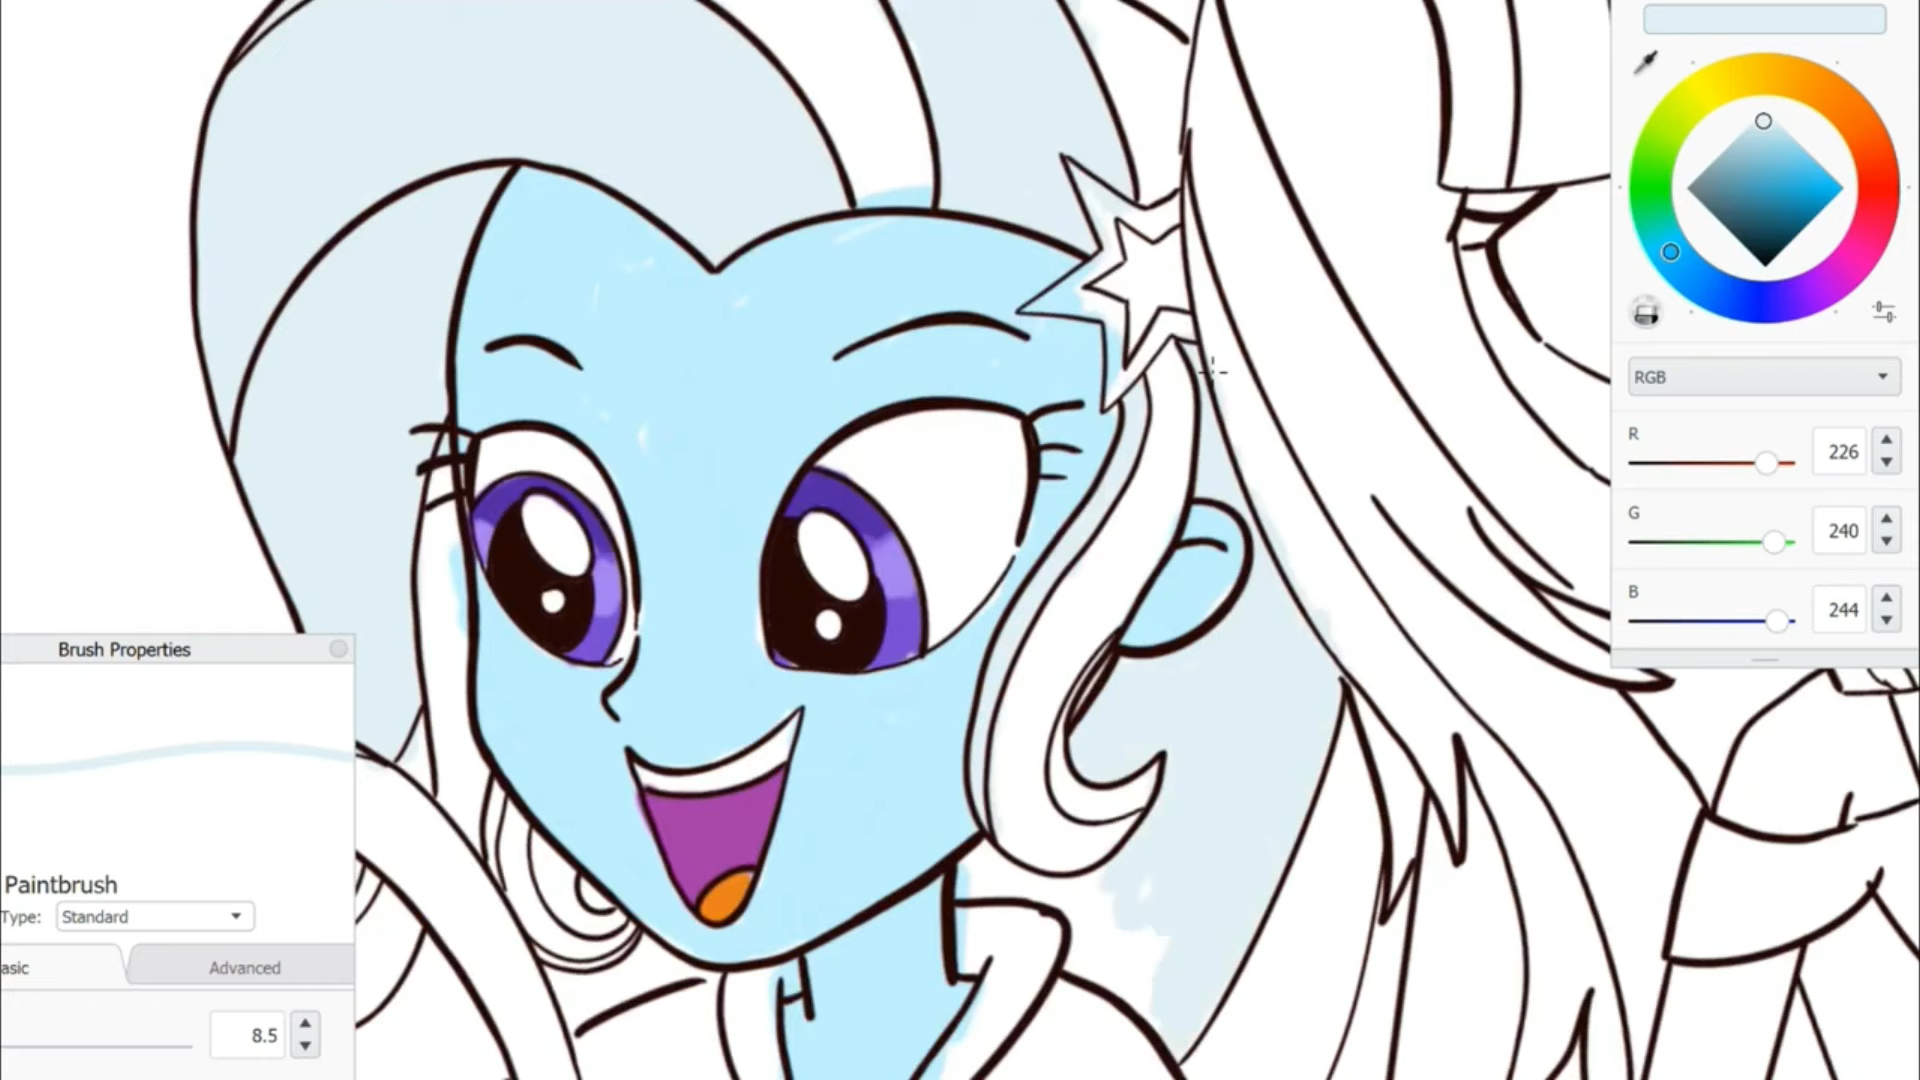 RGB
R
226
G
240
B
244
Brush Properties
Paintbrush
Type: Standard
asic Advanced
8.5